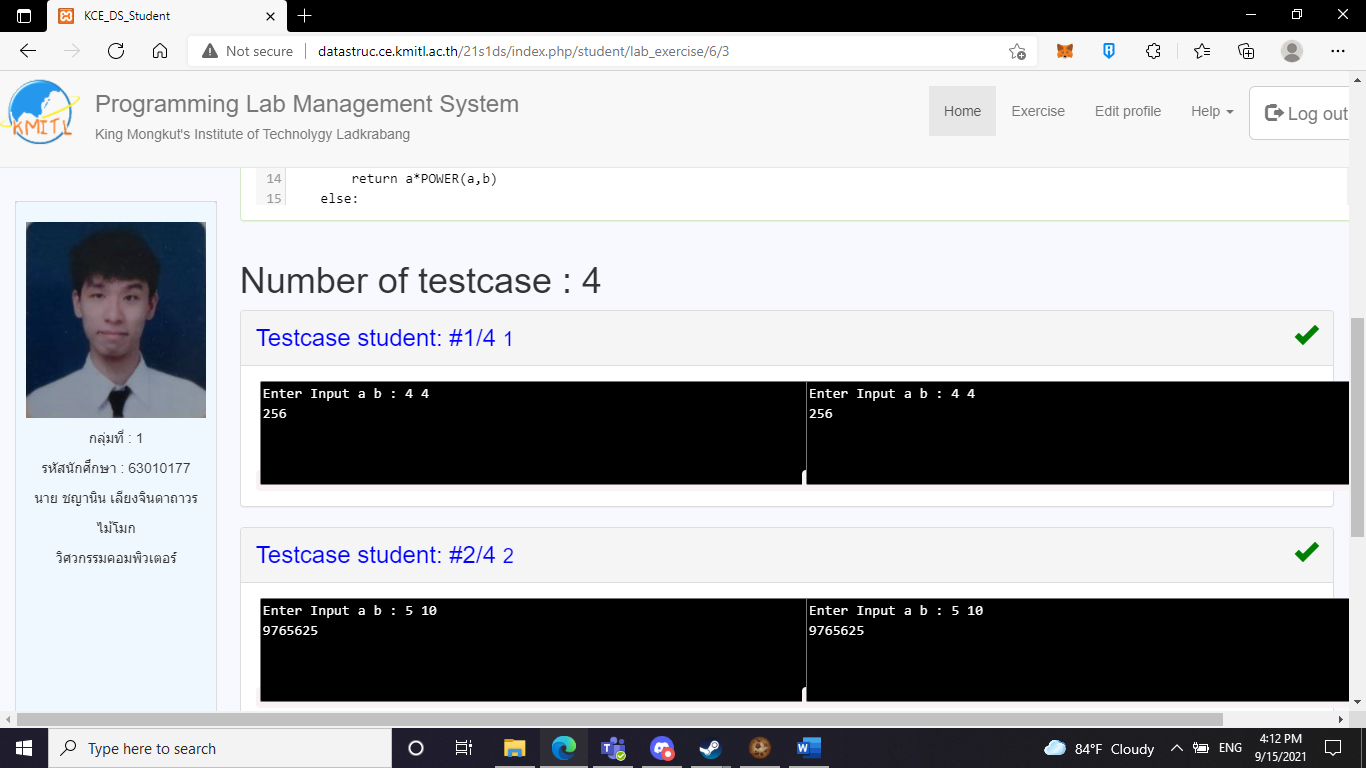 KCE_DS_Student
Not secure
datastruc.ce.kmitl.ac.th/21s1ds/index.php/student/lab_exercise/6/3
KMITL
Programming Lab Management System
King Mongkut's Institute of Technolygy Ladkrabang
Home
Exercise
Edit profile
Help
Log out
14 return a*POWER(a,b)
15 else:
กลุ่มที่ : 1
รหัสนักศึกษา : 63010177
นาย ชญานิน เลียงจินดาถาวร
ไม้โมก
วิศวกรรมคอมพิวเตอร์
Number of testcase : 4
Testcase student: #1/4 1
Enter Input a b : 4 4
256
Enter Input a b : 4 4
256
Testcase student: #2/4 2
Enter Input a b : 5 10
9765625
Enter Input a b : 5 10
9765625
Type here to search
84°F Cloudy
ENG
4:12 PM
9/15/2021